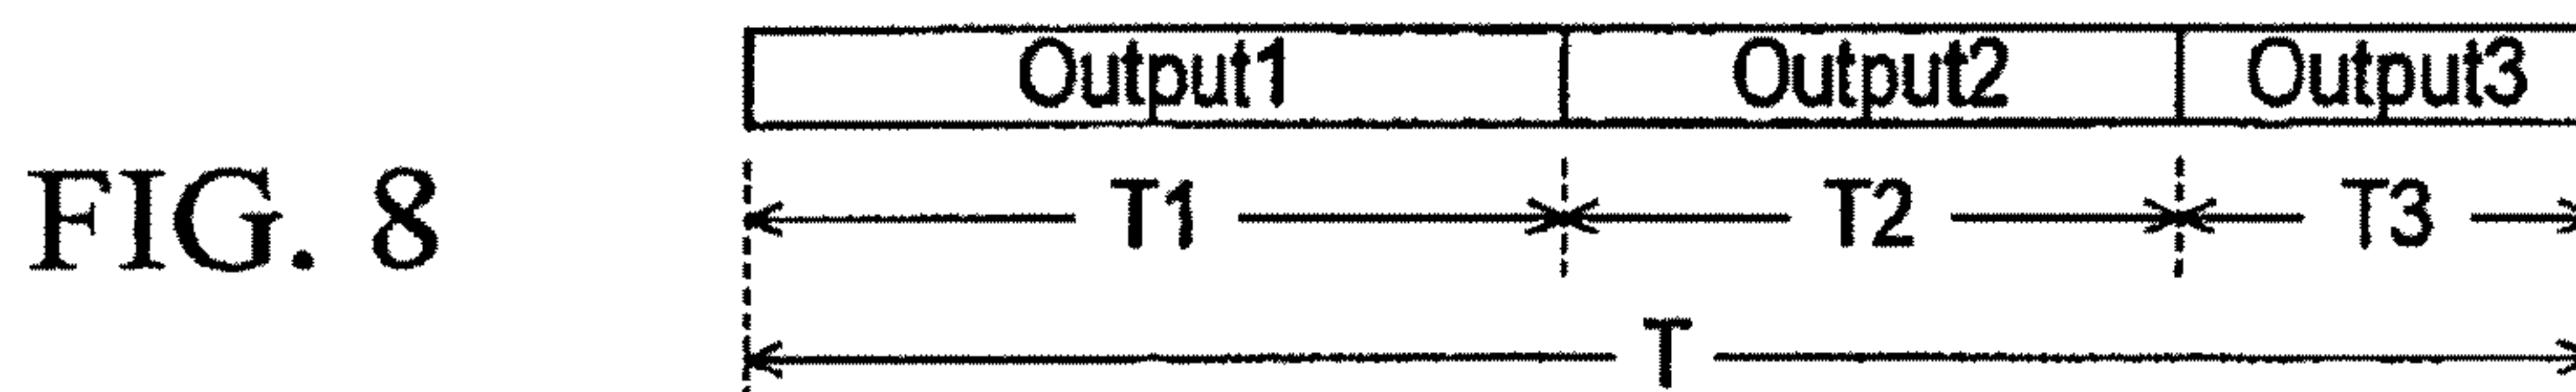 Output1 Output2 Output3
FIG. 8 T1 T2 T3
T